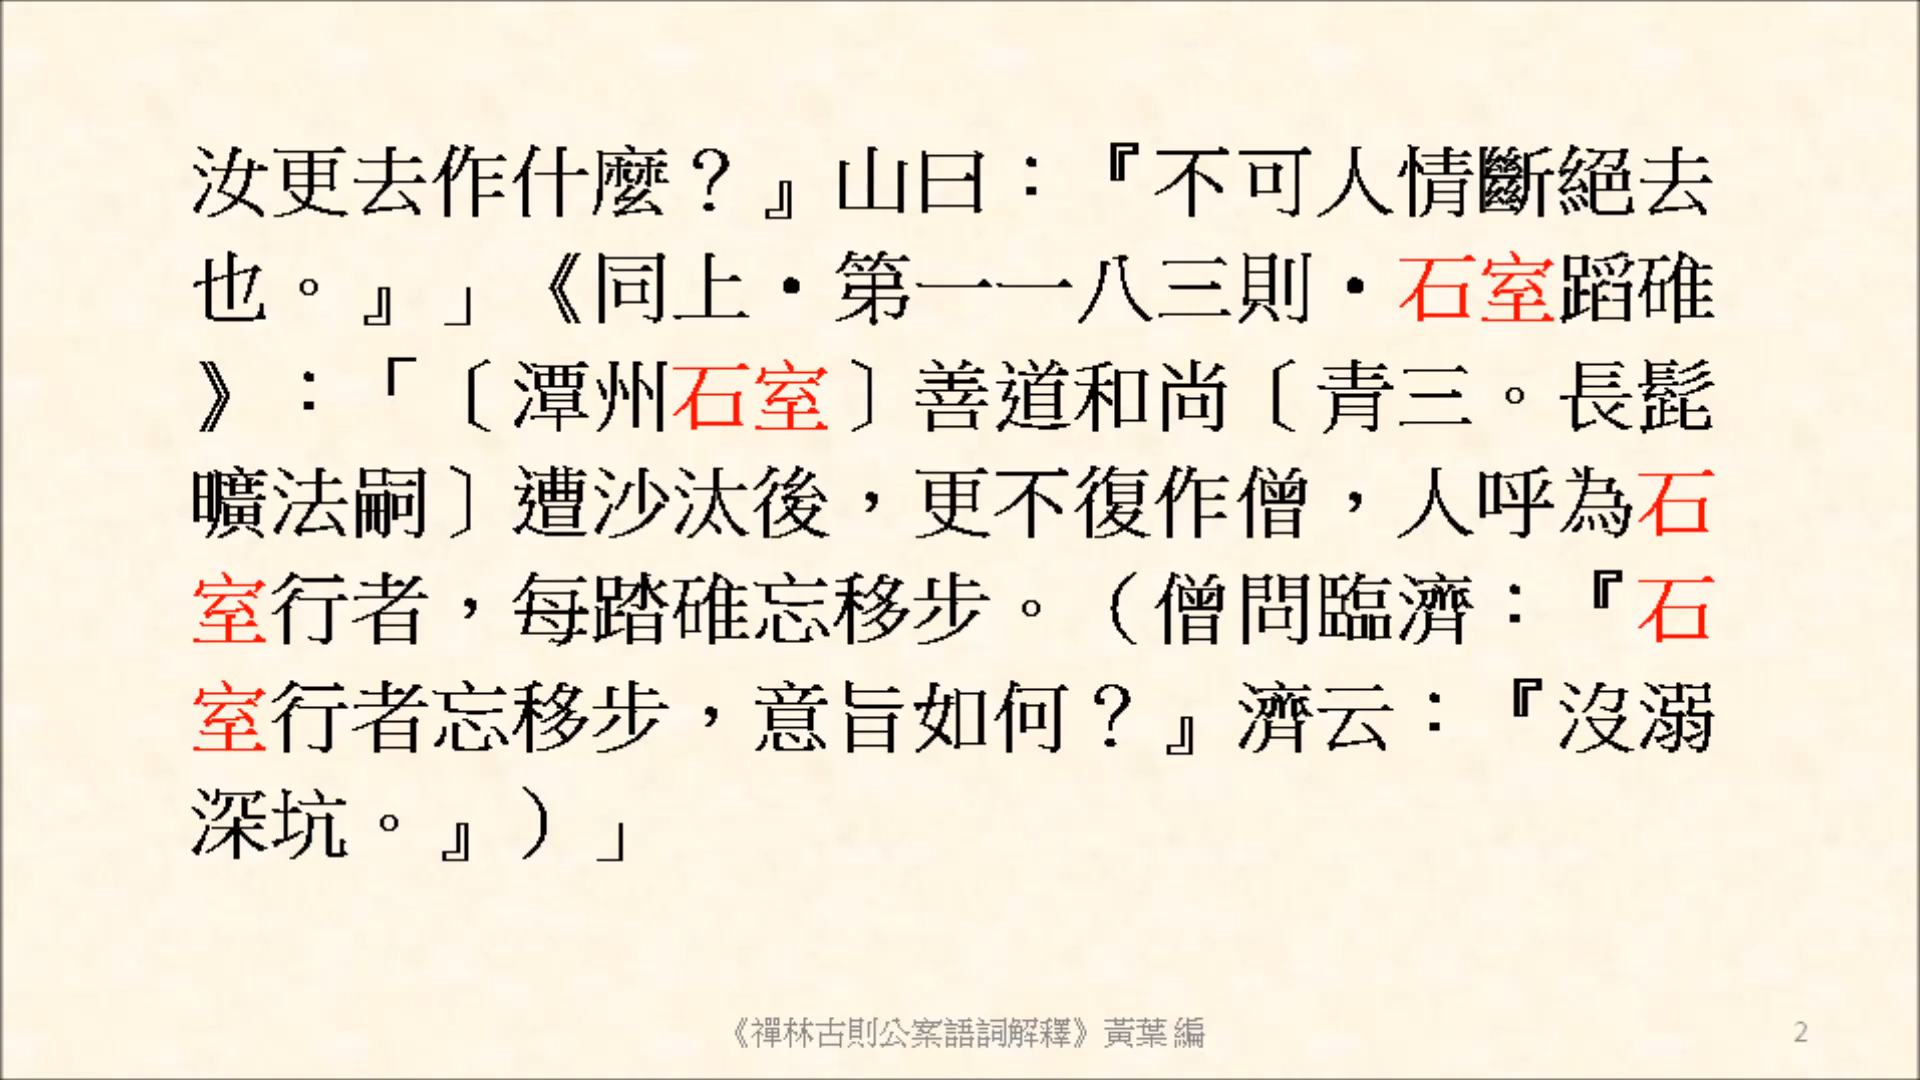 汝更去作什麼？』山曰：『不可人情斷絕去
也。』」《同上‧第一一八三則‧石室蹈碓
》：「〔潭州石室〕善道和尚〔青三。長髭
曠法嗣〕遭沙汰後，更不復作僧，人呼為石
室行者，每踏碓忘移步。（僧問臨濟：『石
室行者忘移步，意旨如何？』濟云：『沒溺
深坑。』）」
《禪林古則公案語詞解釋》黃葉 編
2